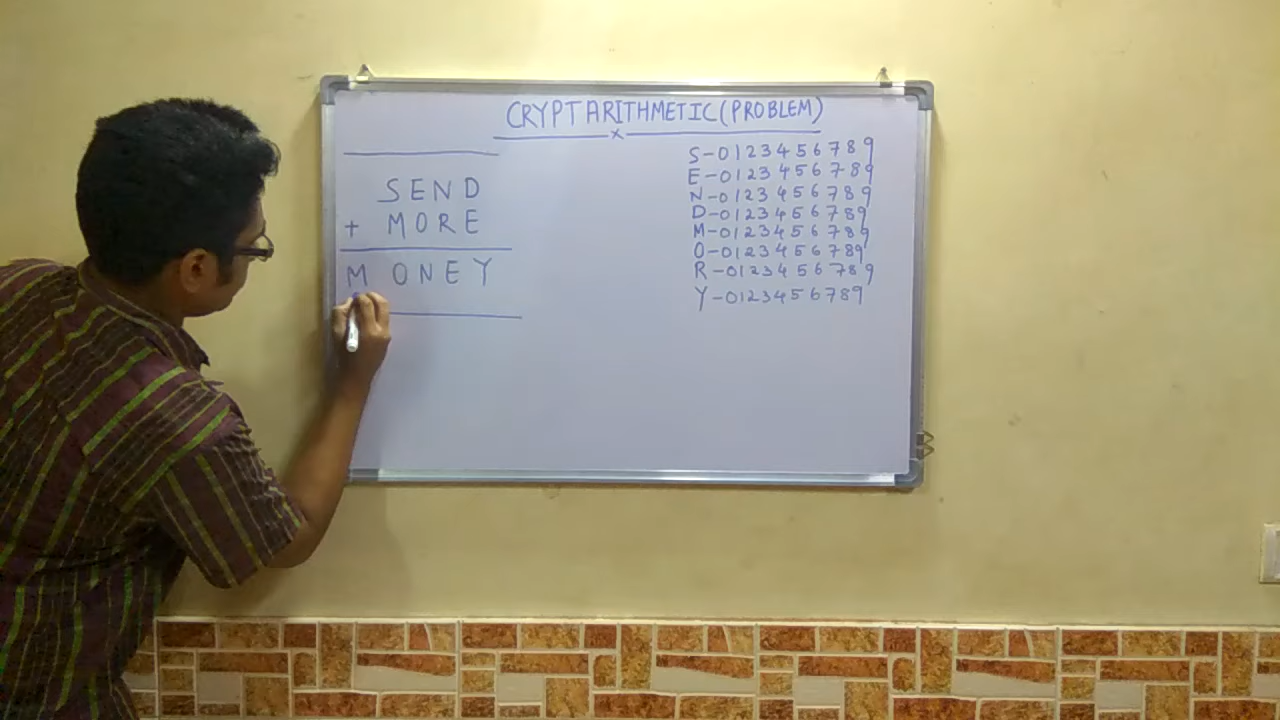 CRYPTARITHMETIC (PROBLEM)
x
SEND
+ MORE
MONEY
S-0123456789
E-0123456789
N-0123456789
D-0123456789
M-0123456789
O-0123456789
R-0123456789
Y-0123456789